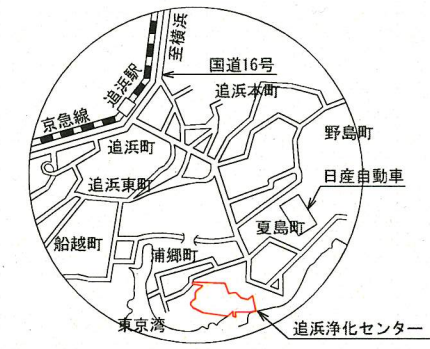 至横浜
国道16号
追浜駅
追浜本町
京急線
野島町
追浜町
日産自動車
追浜東町
船越町
夏島町
浦郷町
東京湾
追浜浄化センター